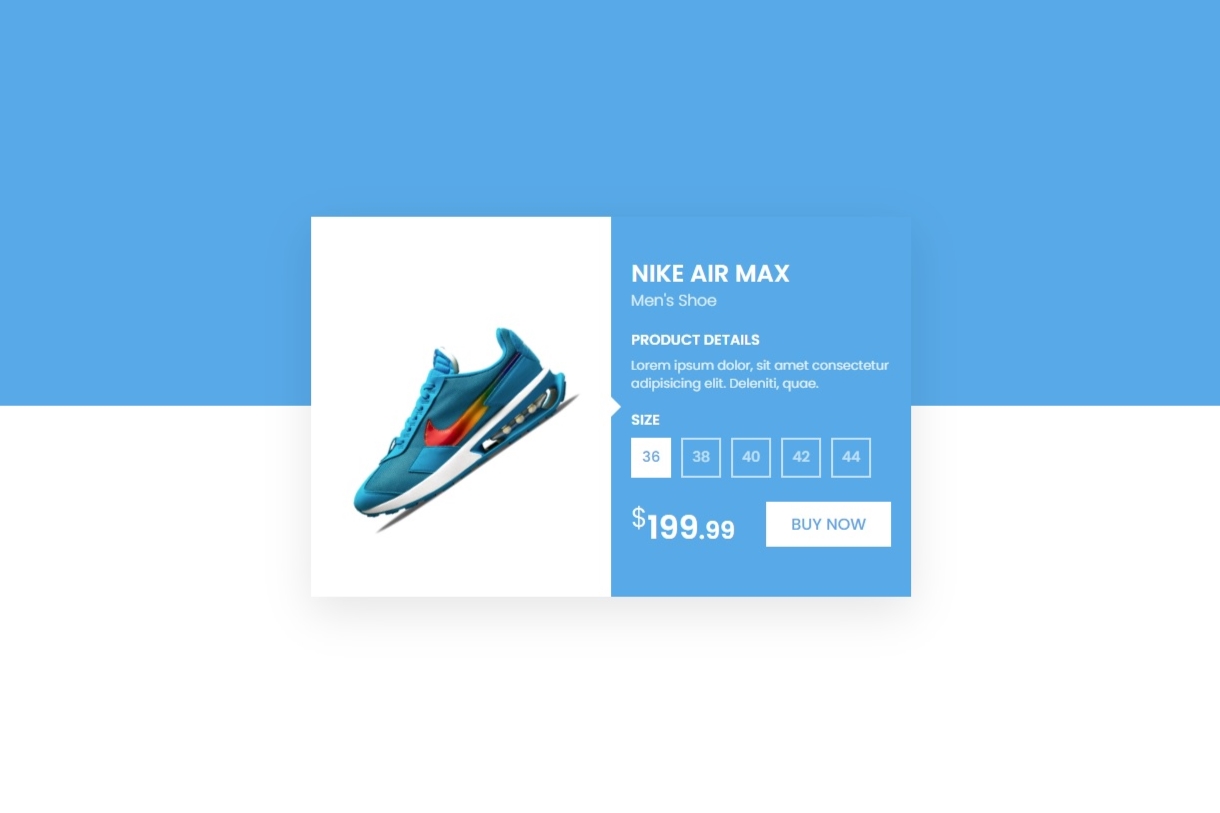 NIKE AIR MAX
Men's Shoe
PRODUCT DETAILS
Lorem ipsum dolor, sit amet consectetur
adipisicing elit. Deleniti, quae.
SIZE
36 38 40 42 44
$199.99 BUY NOW